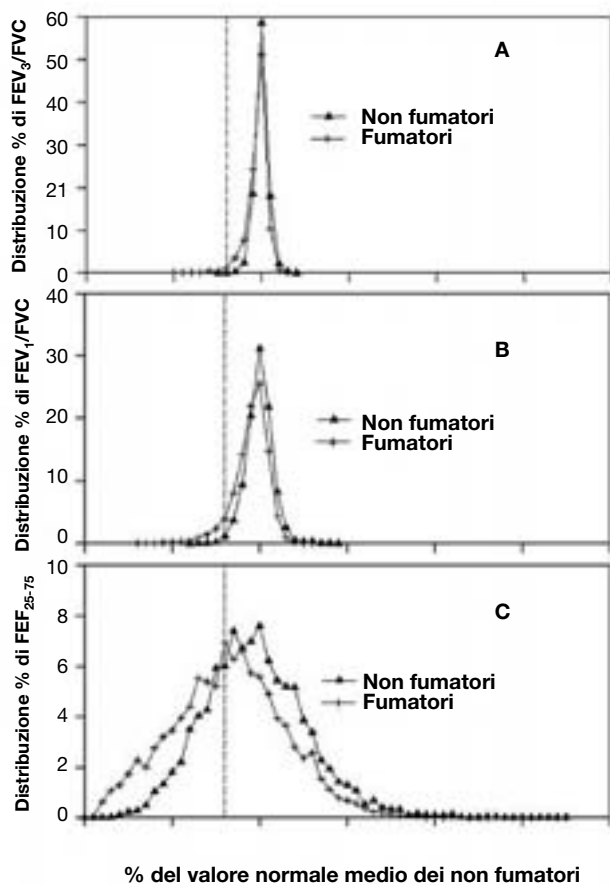 Distribuzione % di FEV3/FVC
60
50
40
30
21
10
0
A
Non fumatori
Fumatori
Distribuzione % di FEV1/FVC
40
30
20
10
0
B
Non fumatori
Fumatori
Distribuzione % di FEF25-75
10
8
6
4
2
0
C
Non fumatori
Fumatori
% del valore normale medio dei non fumatori